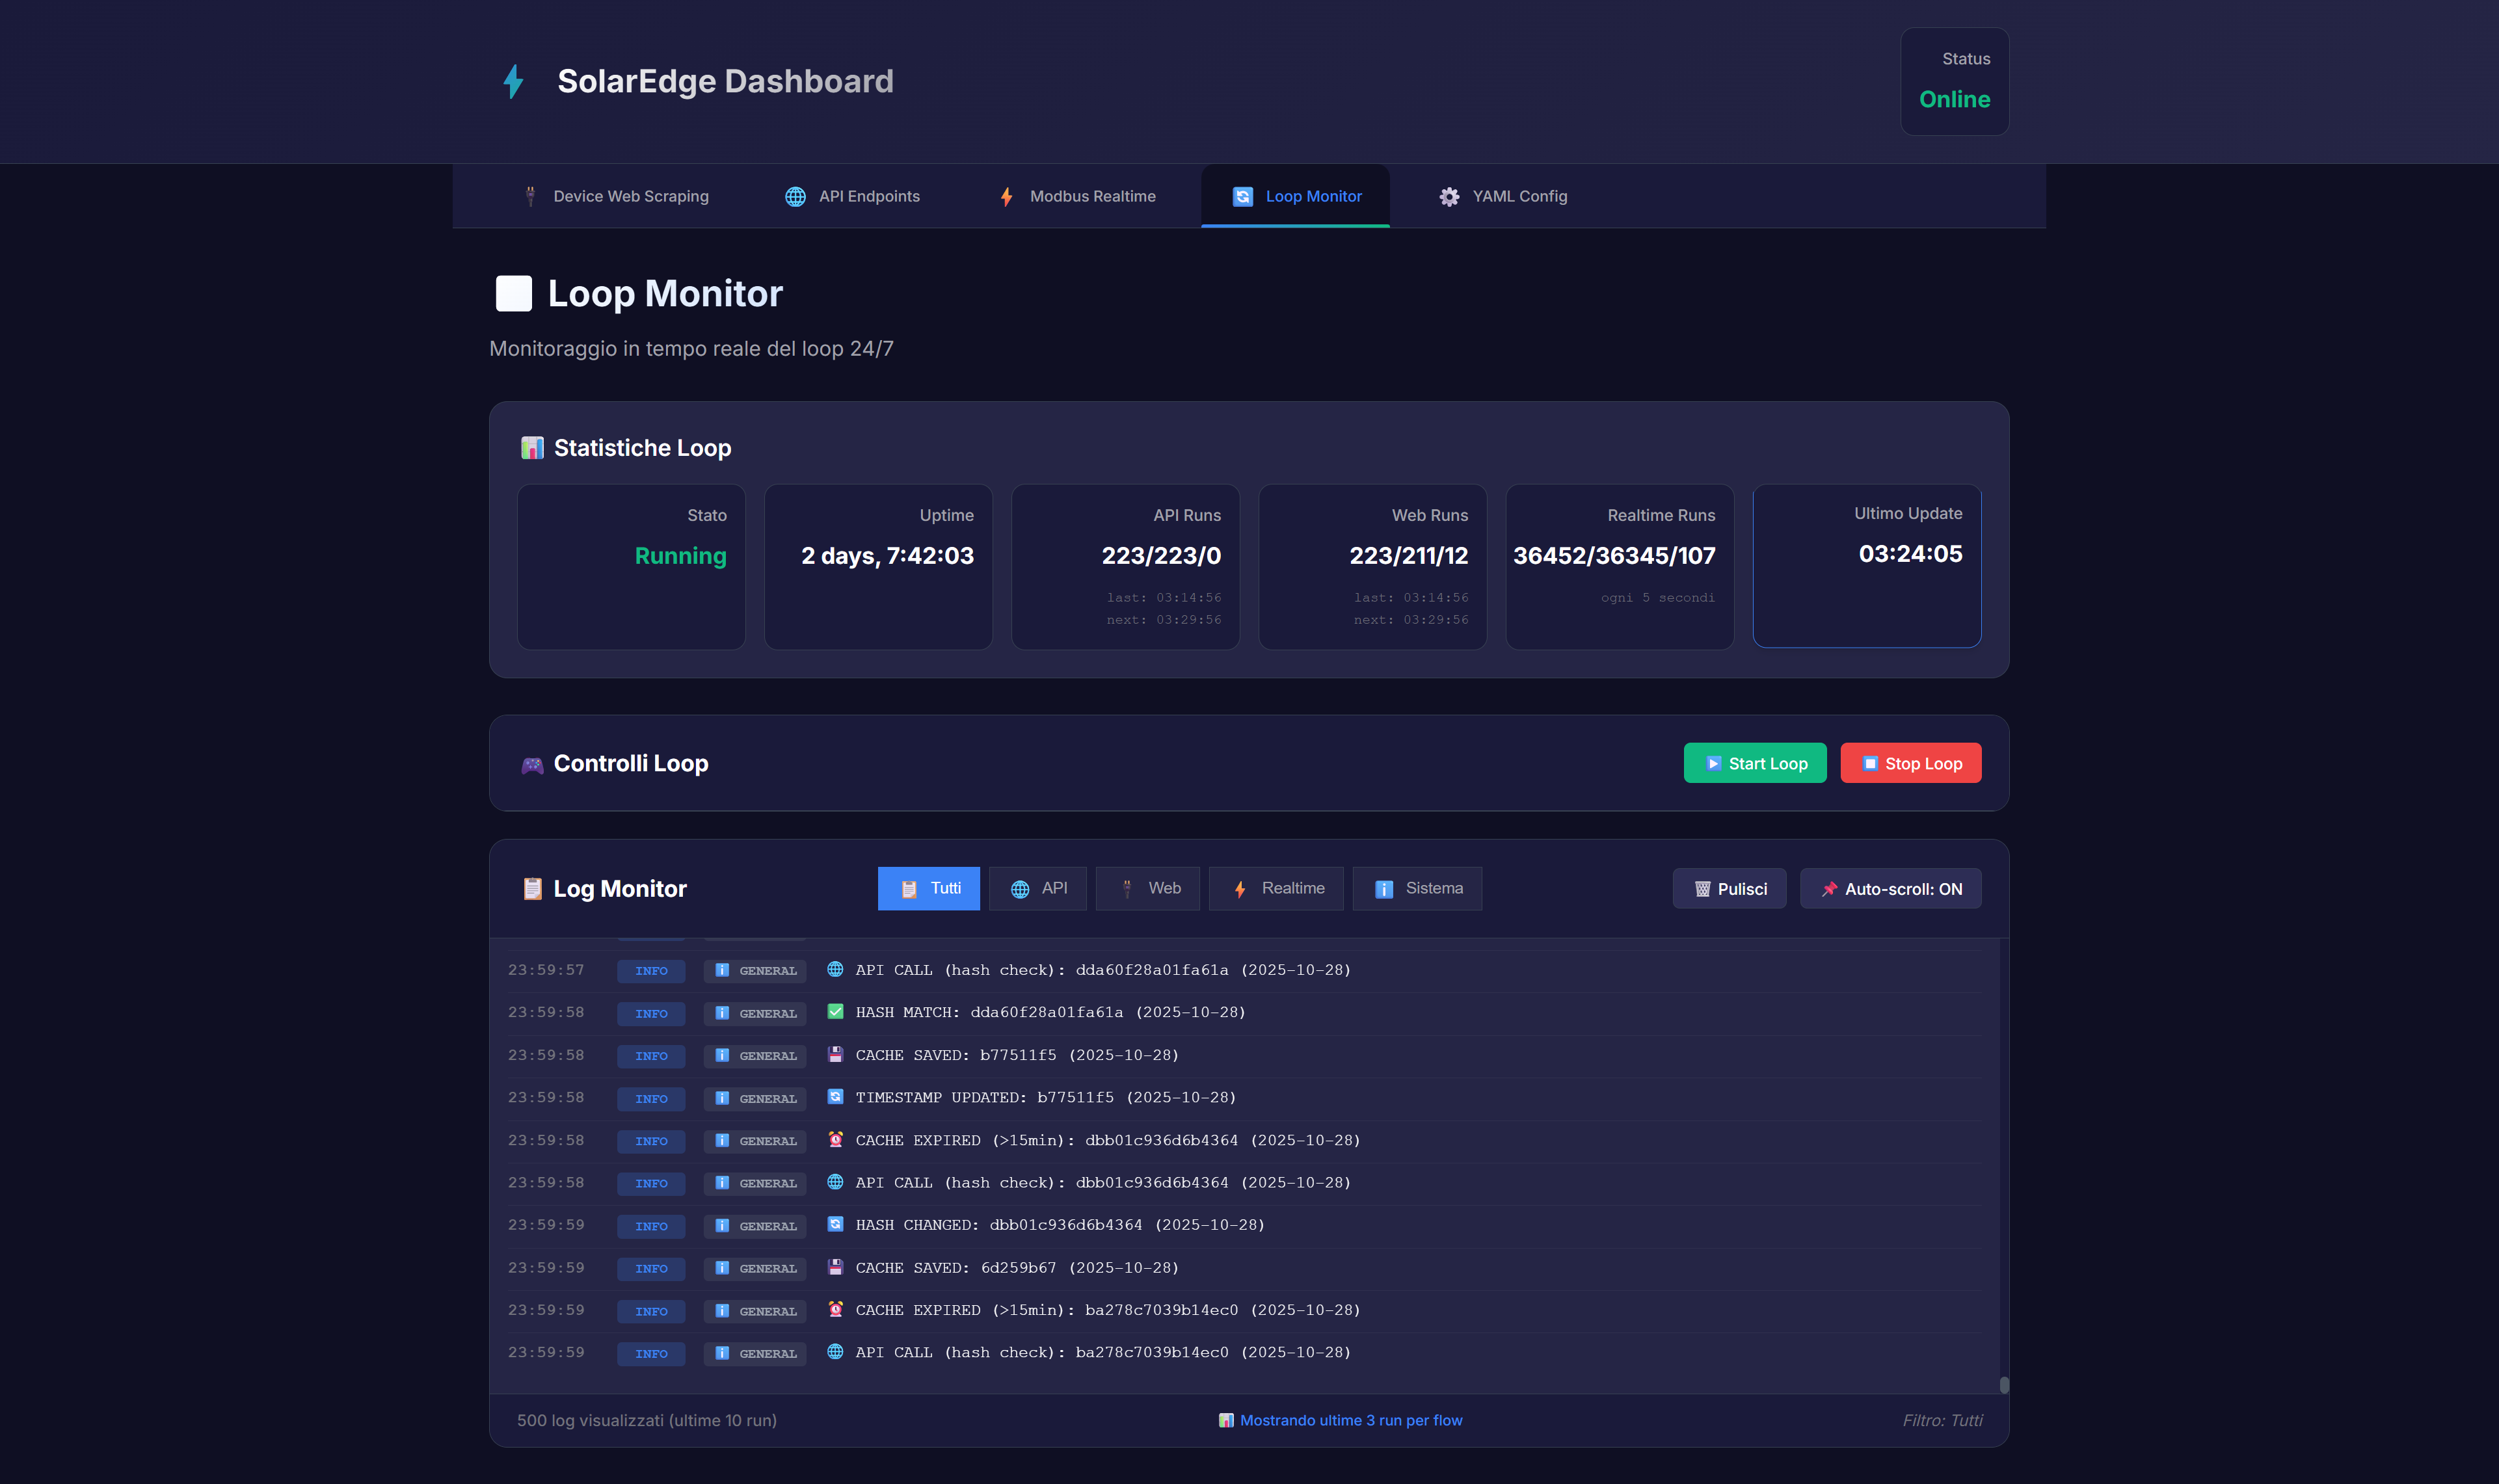 SolarEdge Dashboard
Status
Online
Device Web Scraping
API Endpoints
Modbus Realtime
Loop Monitor
YAML Config
Loop Monitor
Monitoraggio in tempo reale del loop 24/7
Statistiche Loop
Stato
Running
Uptime
2 days, 7:42:03
API Runs
223/223/0
last: 03:14:56
next: 03:29:56
Web Runs
223/211/12
last: 03:14:56
next: 03:29:56
Realtime Runs
36452/36345/107
ogni 5 secondi
Ultimo Update
03:24:05
Controlli Loop
Start Loop
Stop Loop
Log Monitor
Tutti
API
Web
Realtime
Sistema
Pulisci
Auto-scroll: ON
23:59:57 INFO GENERAL API CALL (hash check): dda60f28a01fa61a (2025-10-28)
23:59:58 INFO GENERAL HASH MATCH: dda60f28a01fa61a (2025-10-28)
23:59:58 INFO GENERAL CACHE SAVED: b77511f5 (2025-10-28)
23:59:58 INFO GENERAL TIMESTAMP UPDATED: b77511f5 (2025-10-28)
23:59:58 INFO GENERAL CACHE EXPIRED (>15min): dbb01c936d6b4364 (2025-10-28)
23:59:58 INFO GENERAL API CALL (hash check): dbb01c936d6b4364 (2025-10-28)
23:59:59 INFO GENERAL HASH CHANGED: dbb01c936d6b4364 (2025-10-28)
23:59:59 INFO GENERAL CACHE SAVED: 6d259b67 (2025-10-28)
23:59:59 INFO GENERAL CACHE EXPIRED (>15min): ba278c7039b14ec0 (2025-10-28)
23:59:59 INFO GENERAL API CALL (hash check): ba278c7039b14ec0 (2025-10-28)
500 log visualizzati (ultime 10 run)
Mostrando ultime 3 run per flow
Filtro: Tutti